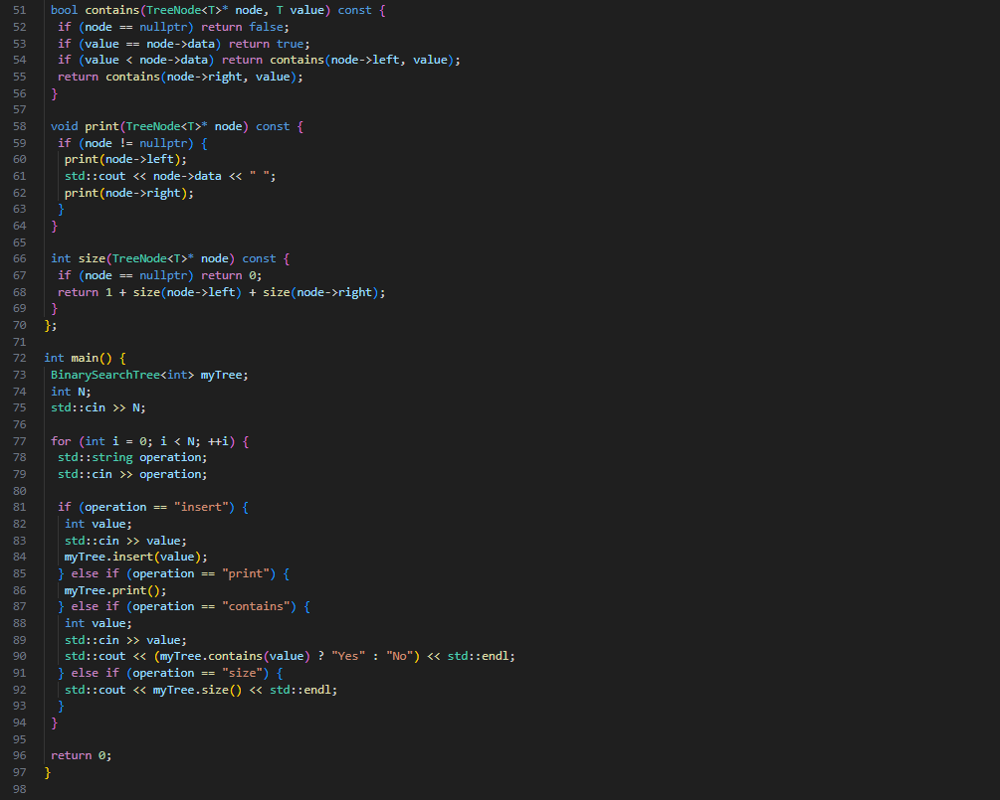 51 bool contains(TreeNode<T>* node, T value) const {
52 if (node == nullptr) return false;
53 if (value == node->data) return true;
54 if (value < node->data) return contains(node->left, value);
55 return contains(node->right, value);
56 }
57
58 void print(TreeNode<T>* node) const {
59 if (node != nullptr) {
60 print(node->left);
61 std::cout << node->data << " ";
62 print(node->right);
63 }
64 }
65
66 int size(TreeNode<T>* node) const {
67 if (node == nullptr) return 0;
68 return 1 + size(node->left) + size(node->right);
69 }
70 };
71
72 int main() {
73 BinarySearchTree<int> myTree;
74 int N;
75 std::cin >> N;
76
77 for (int i = 0; i < N; ++i) {
78 std::string operation;
79 std::cin >> operation;
80
81 if (operation == "insert") {
82 int value;
83 std::cin >> value;
84 myTree.insert(value);
85 } else if (operation == "print") {
86 myTree.print();
87 } else if (operation == "contains") {
88 int value;
89 std::cin >> value;
90 std::cout << (myTree.contains(value) ? "Yes" : "No") << std::endl;
91 } else if (operation == "size") {
92 std::cout << myTree.size() << std::endl;
93 }
94 }
95
96 return 0;
97 }
98